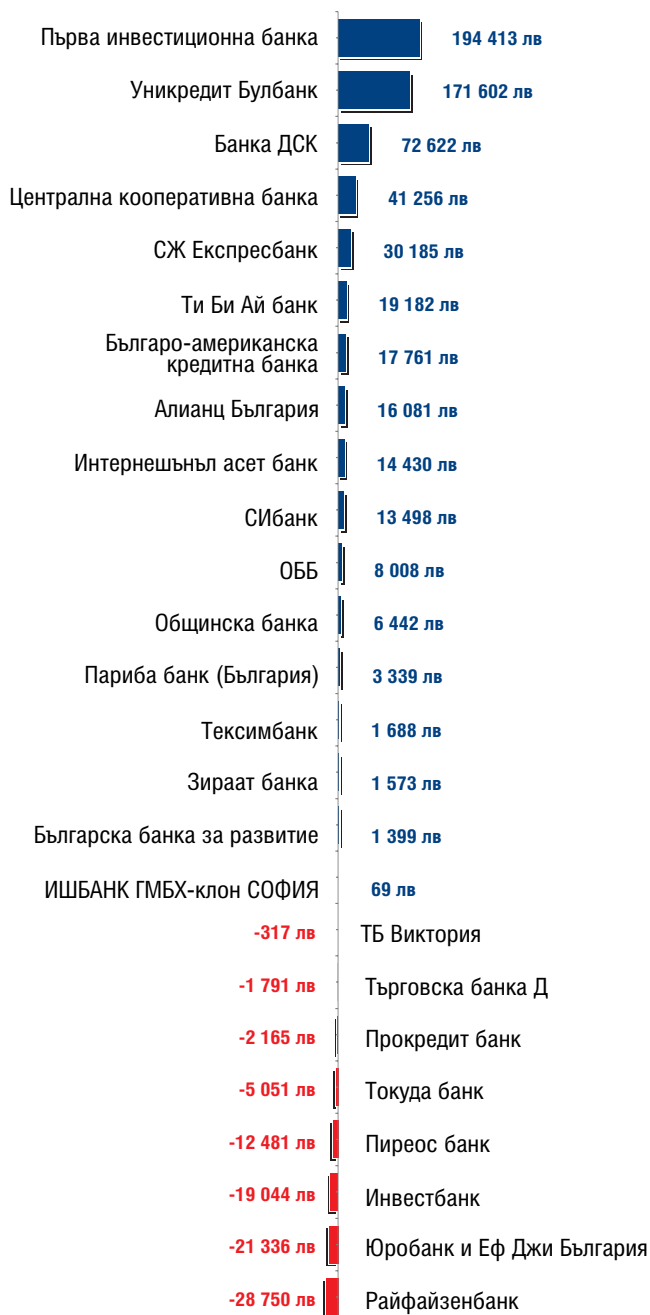 Първа инвестиционна банка 194 413 лв
Уникредит Булбанк 171 602 лв
Банка ДСК 72 622 лв
Централна кооперативна банка 41 256 лв
СЖ Експресбанк 30 185 лв
Ти Би Ай банк 19 182 лв
Българо-американска
кредитна банка 17 761 лв
Алианц България 16 081 лв
Интернешънъл асет банк 14 430 лв
СИбанк 13 498 лв
ОББ 8 008 лв
Общинска банка 6 442 лв
Париба банк (България) 3 339 лв
Тексимбанк 1 688 лв
Зираат банка 1 573 лв
Българска банка за развитие 1 399 лв
ИШБАНК ГМБХ-клон СОФИЯ 69 лв
-317 лв ТБ Виктория
-1 791 лв Търговска банка Д
-2 165 лв Прокредит банк
-5 051 лв Токуда банк
-12 481 лв Пиреос банк
-19 044 лв Инвестбанк
-21 336 лв Юробанк и Еф Джи България
-28 750 лв Райфайзенбанк